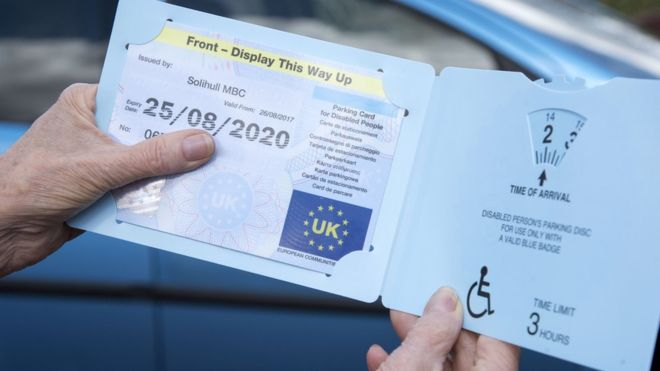 Front – Display This Way Up
Issued by:
Solihull MBC
Valid From: 26/08/2017
Expiry
Date: 25/08/2020
No:
Parking Card
for Disabled People
Carte de stationnement
Parkausweis
Contrassegno di parcheggio
Tarjeta de estacionamiento
Parkeerkaart
Κάρτα στάθμευσης
Karta parkingowa
Cartão de estacionamento
Card de parcare
UK
UK
EUROPEAN COMMUNITIE
14
2
3
TIME OF ARRIVAL
DISABLED PERSON'S PARKING DISC
FOR USE ONLY WITH
A VALID BLUE BADGE
TIME LIMIT
3 HOURS